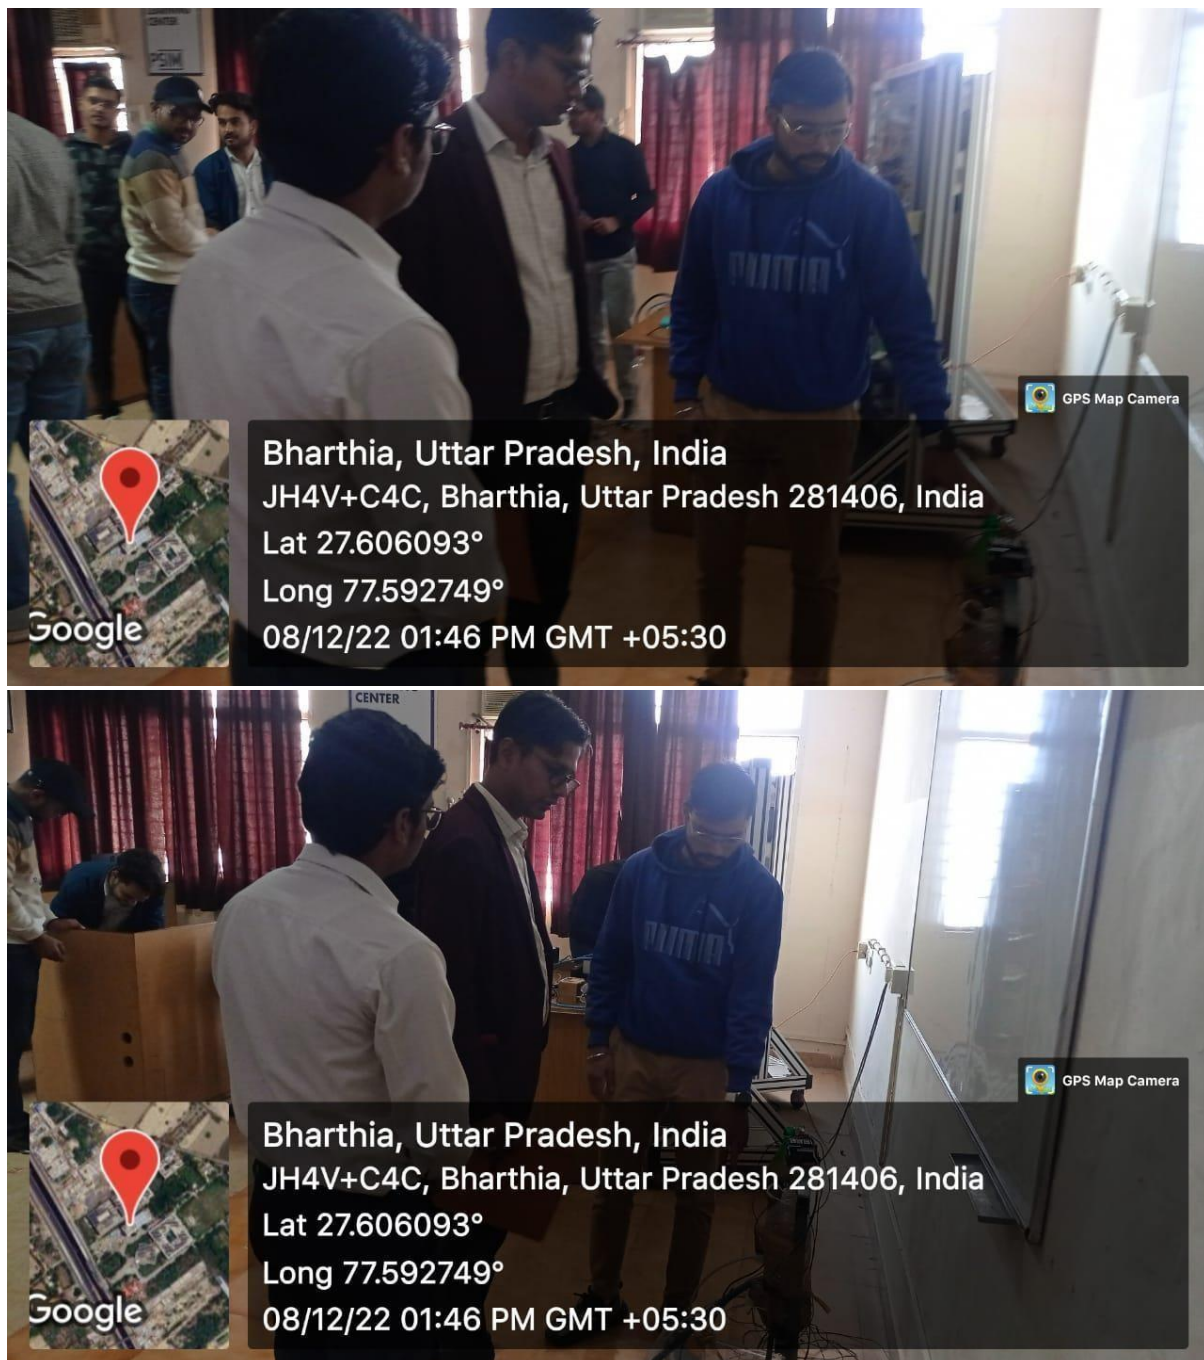 CENTER
PSIM
PUMA
GPS Map Camera
Bharthia, Uttar Pradesh, India
JH4V+C4C, Bharthia, Uttar Pradesh 281406, India
Lat 27.606093°
Long 77.592749°
08/12/22 01:46 PM GMT +05:30
Google
CENTER
PUMA
GPS Map Camera
Bharthia, Uttar Pradesh, India
JH4V+C4C, Bharthia, Uttar Pradesh 281406, India
Lat 27.606093°
Long 77.592749°
08/12/22 01:46 PM GMT +05:30
Google